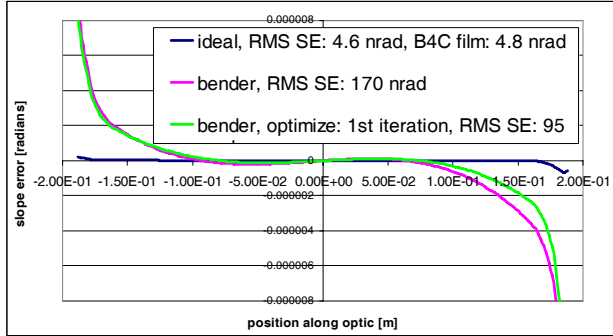 0.000008
ideal, RMS SE: 4.6 nrad, B4C film: 4.8 nrad
bender, RMS SE: 170 nrad
bender, optimize: 1st iteration, RMS SE: 95
slope error [radians]
0
-2.00E-01 -1.50E-01 -1.00E-01 -5.00E-02 0.00E+00 5.00E-02 1.00E-01 1.50E-01 2.00E-01
-0.000002
-0.000004
-0.000006
-0.000008
position along optic [m]